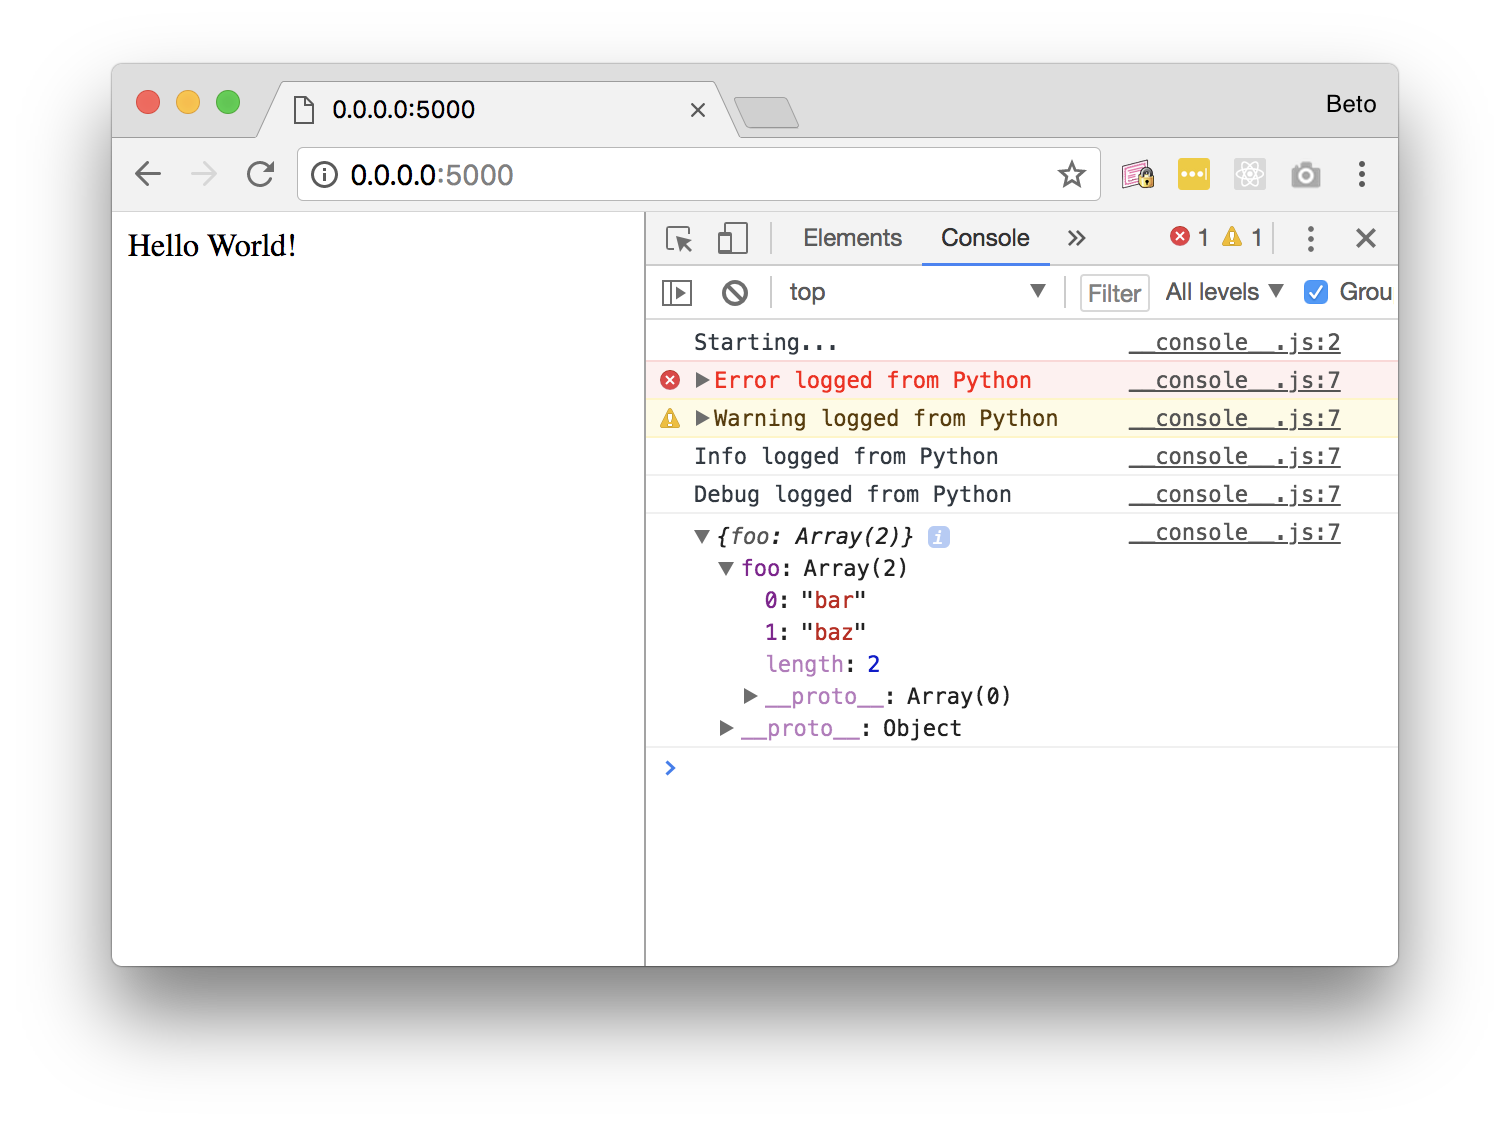 0.0.0.0:5000
Beto
0.0.0.0:5000
Hello World!
Elements Console 1 1
top Filter All levels Grou
Starting... __console__.js:2
Error logged from Python __console__.js:7
Warning logged from Python __console__.js:7
Info logged from Python __console__.js:7
Debug logged from Python __console__.js:7
{foo: Array(2)} i __console__.js:7
foo: Array(2)
0: "bar"
1: "baz"
length: 2
__proto__: Array(0)
__proto__: Object